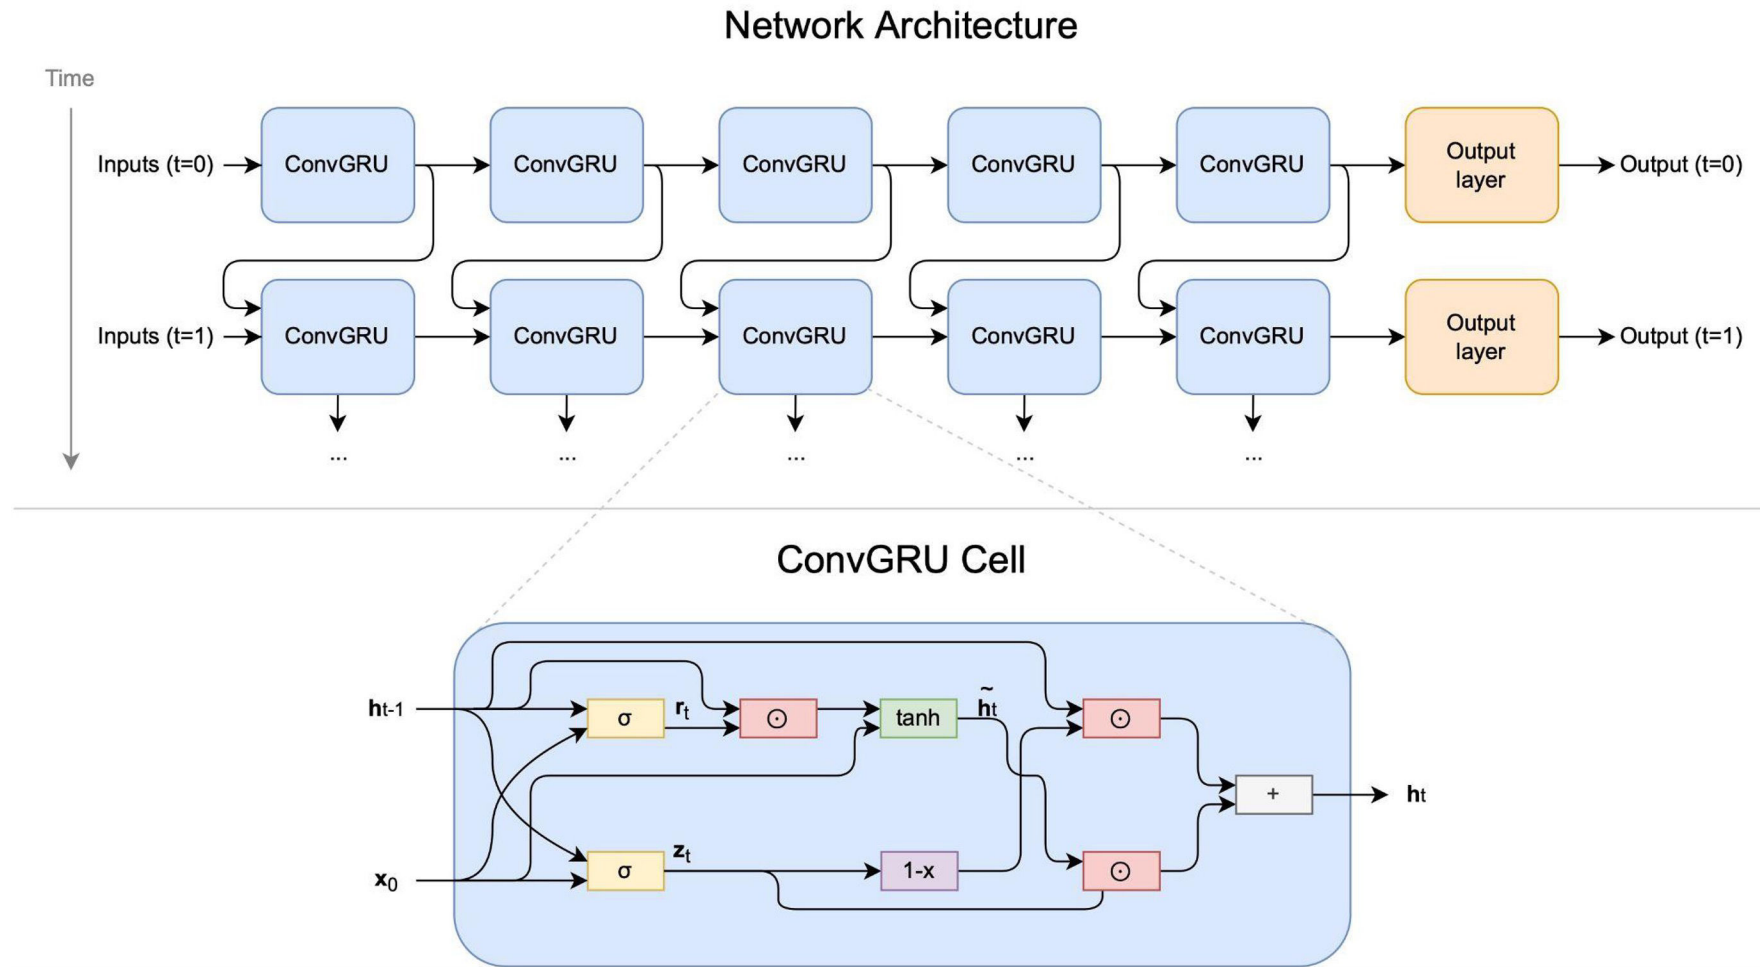 Network Architecture
Time
Inputs (t=0)
ConvGRU
ConvGRU
ConvGRU
ConvGRU
ConvGRU
Output
layer
Output (t=0)
Inputs (t=1)
ConvGRU
ConvGRU
ConvGRU
ConvGRU
ConvGRU
Output
layer
Output (t=1)
...
...
...
...
...
ConvGRU Cell
ht-1
σ
rt
⊙
tanh
h̃t
⊙
+
ht
x0
σ
zt
1-x
⊙